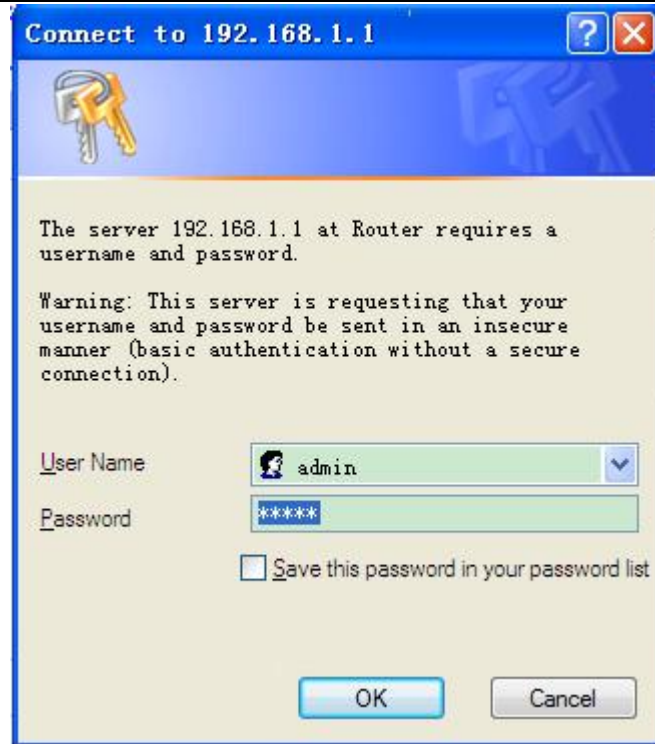 Connect to 192.168.1.1
The server 192.168.1.1 at Router requires a
username and password.
Warning: This server is requesting that your
username and password be sent in an insecure
manner (basic authentication without a secure
connection).
User Name
admin
Password
*****
Save this password in your password list
OK
Cancel